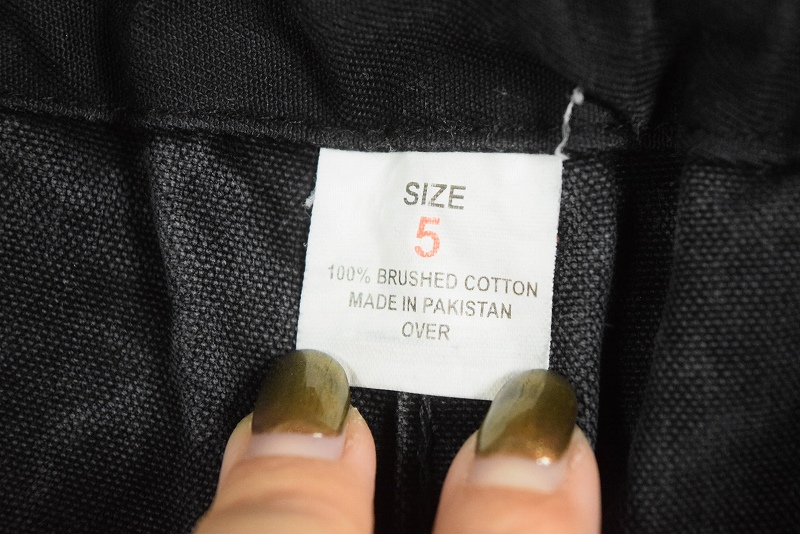 SIZE
5
100% BRUSHED COTTON
MADE IN PAKISTAN
OVER